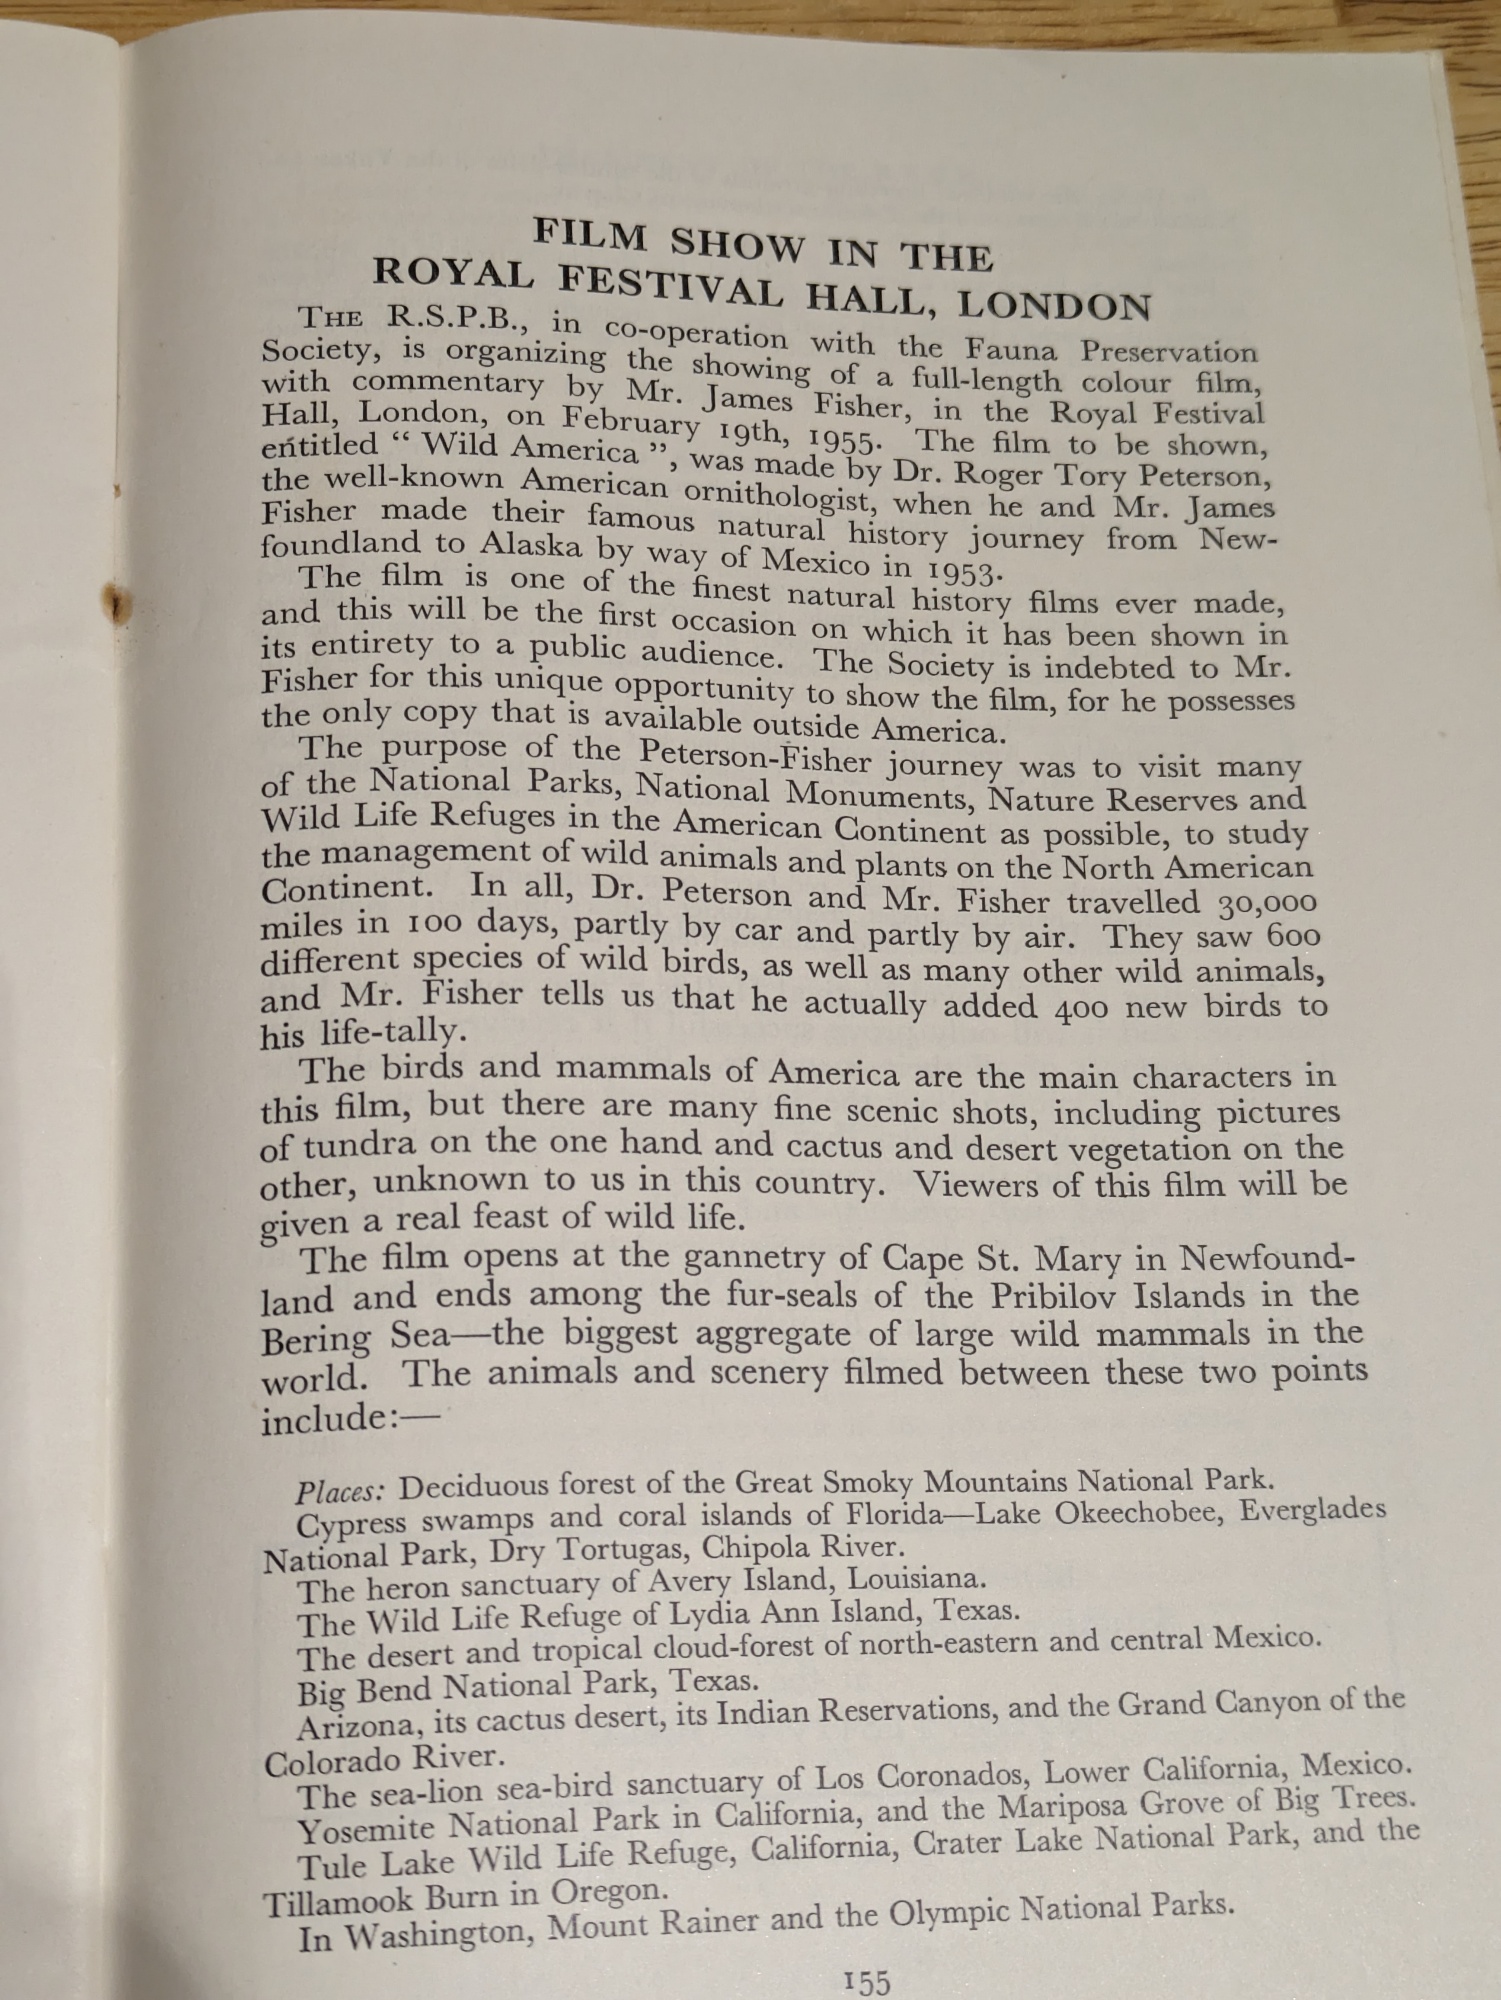 FILM SHOW IN THE
ROYAL FESTIVAL HALL, LONDON
THE R.S.P.B., in co-operation with the Fauna Preservation
Society, is organizing the showing of a full-length colour film,
with commentary by Mr. James Fisher, in the Royal Festival
Hall, London, on February 19th, 1955. The film to be shown,
entitled “ Wild America ”, was made by Dr. Roger Tory Peterson,
the well-known American ornithologist, when he and Mr. James
Fisher made their famous natural history journey from New-
foundland to Alaska by way of Mexico in 1953.
The film is one of the finest natural history films ever made,
and this will be the first occasion on which it has been shown in
its entirety to a public audience. The Society is indebted to Mr.
Fisher for this unique opportunity to show the film, for he possesses
the only copy that is available outside America.
The purpose of the Peterson-Fisher journey was to visit many
of the National Parks, National Monuments, Nature Reserves and
Wild Life Refuges in the American Continent as possible, to study
the management of wild animals and plants on the North American
Continent. In all, Dr. Peterson and Mr. Fisher travelled 30,000
miles in 100 days, partly by car and partly by air. They saw 600
different species of wild birds, as well as many other wild animals,
and Mr. Fisher tells us that he actually added 400 new birds to
his life-tally.
The birds and mammals of America are the main characters in
this film, but there are many fine scenic shots, including pictures
of tundra on the one hand and cactus and desert vegetation on the
other, unknown to us in this country. Viewers of this film will be
given a real feast of wild life.
The film opens at the gannetry of Cape St. Mary in Newfound-
land and ends among the fur-seals of the Pribilov Islands in the
Bering Sea—the biggest aggregate of large wild mammals in the
world. The animals and scenery filmed between these two points
include:—
Places: Deciduous forest of the Great Smoky Mountains National Park.
Cypress swamps and coral islands of Florida—Lake Okeechobee, Everglades
National Park, Dry Tortugas, Chipola River.
The heron sanctuary of Avery Island, Louisiana.
The Wild Life Refuge of Lydia Ann Island, Texas.
The desert and tropical cloud-forest of north-eastern and central Mexico.
Big Bend National Park, Texas.
Arizona, its cactus desert, its Indian Reservations, and the Grand Canyon of the
Colorado River.
The sea-lion sea-bird sanctuary of Los Coronados, Lower California, Mexico.
Yosemite National Park in California, and the Mariposa Grove of Big Trees.
Tule Lake Wild Life Refuge, California, Crater Lake National Park, and the
Tillamook Burn in Oregon.
In Washington, Mount Rainer and the Olympic National Parks.
155